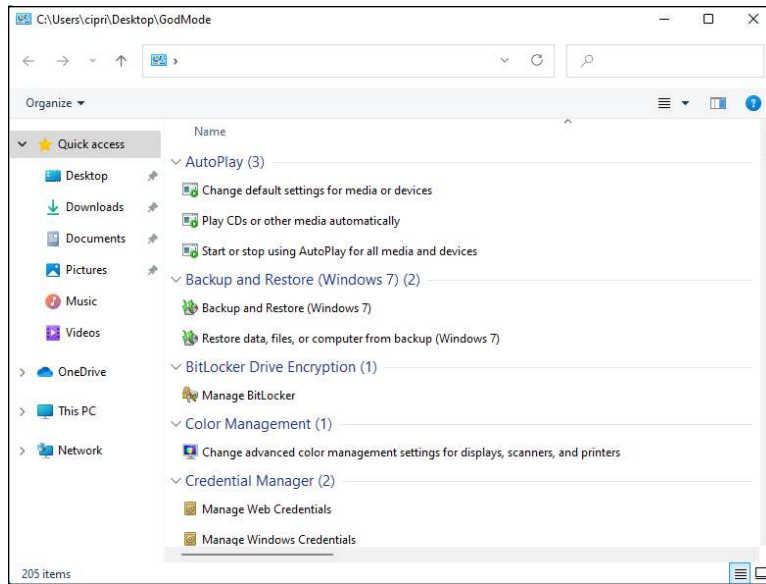 C:\Users\cipri\Desktop\GodMode
Organize
Name
Quick access
Desktop
Downloads
Documents
Pictures
Music
Videos
OneDrive
This PC
Network
AutoPlay (3)
Change default settings for media or devices
Play CDs or other media automatically
Start or stop using AutoPlay for all media and devices
Backup and Restore (Windows 7) (2)
Backup and Restore (Windows 7)
Restore data, files, or computer from backup (Windows 7)
BitLocker Drive Encryption (1)
Manage BitLocker
Color Management (1)
Change advanced color management settings for displays, scanners, and printers
Credential Manager (2)
Manage Web Credentials
Manage Windows Credentials
205 items